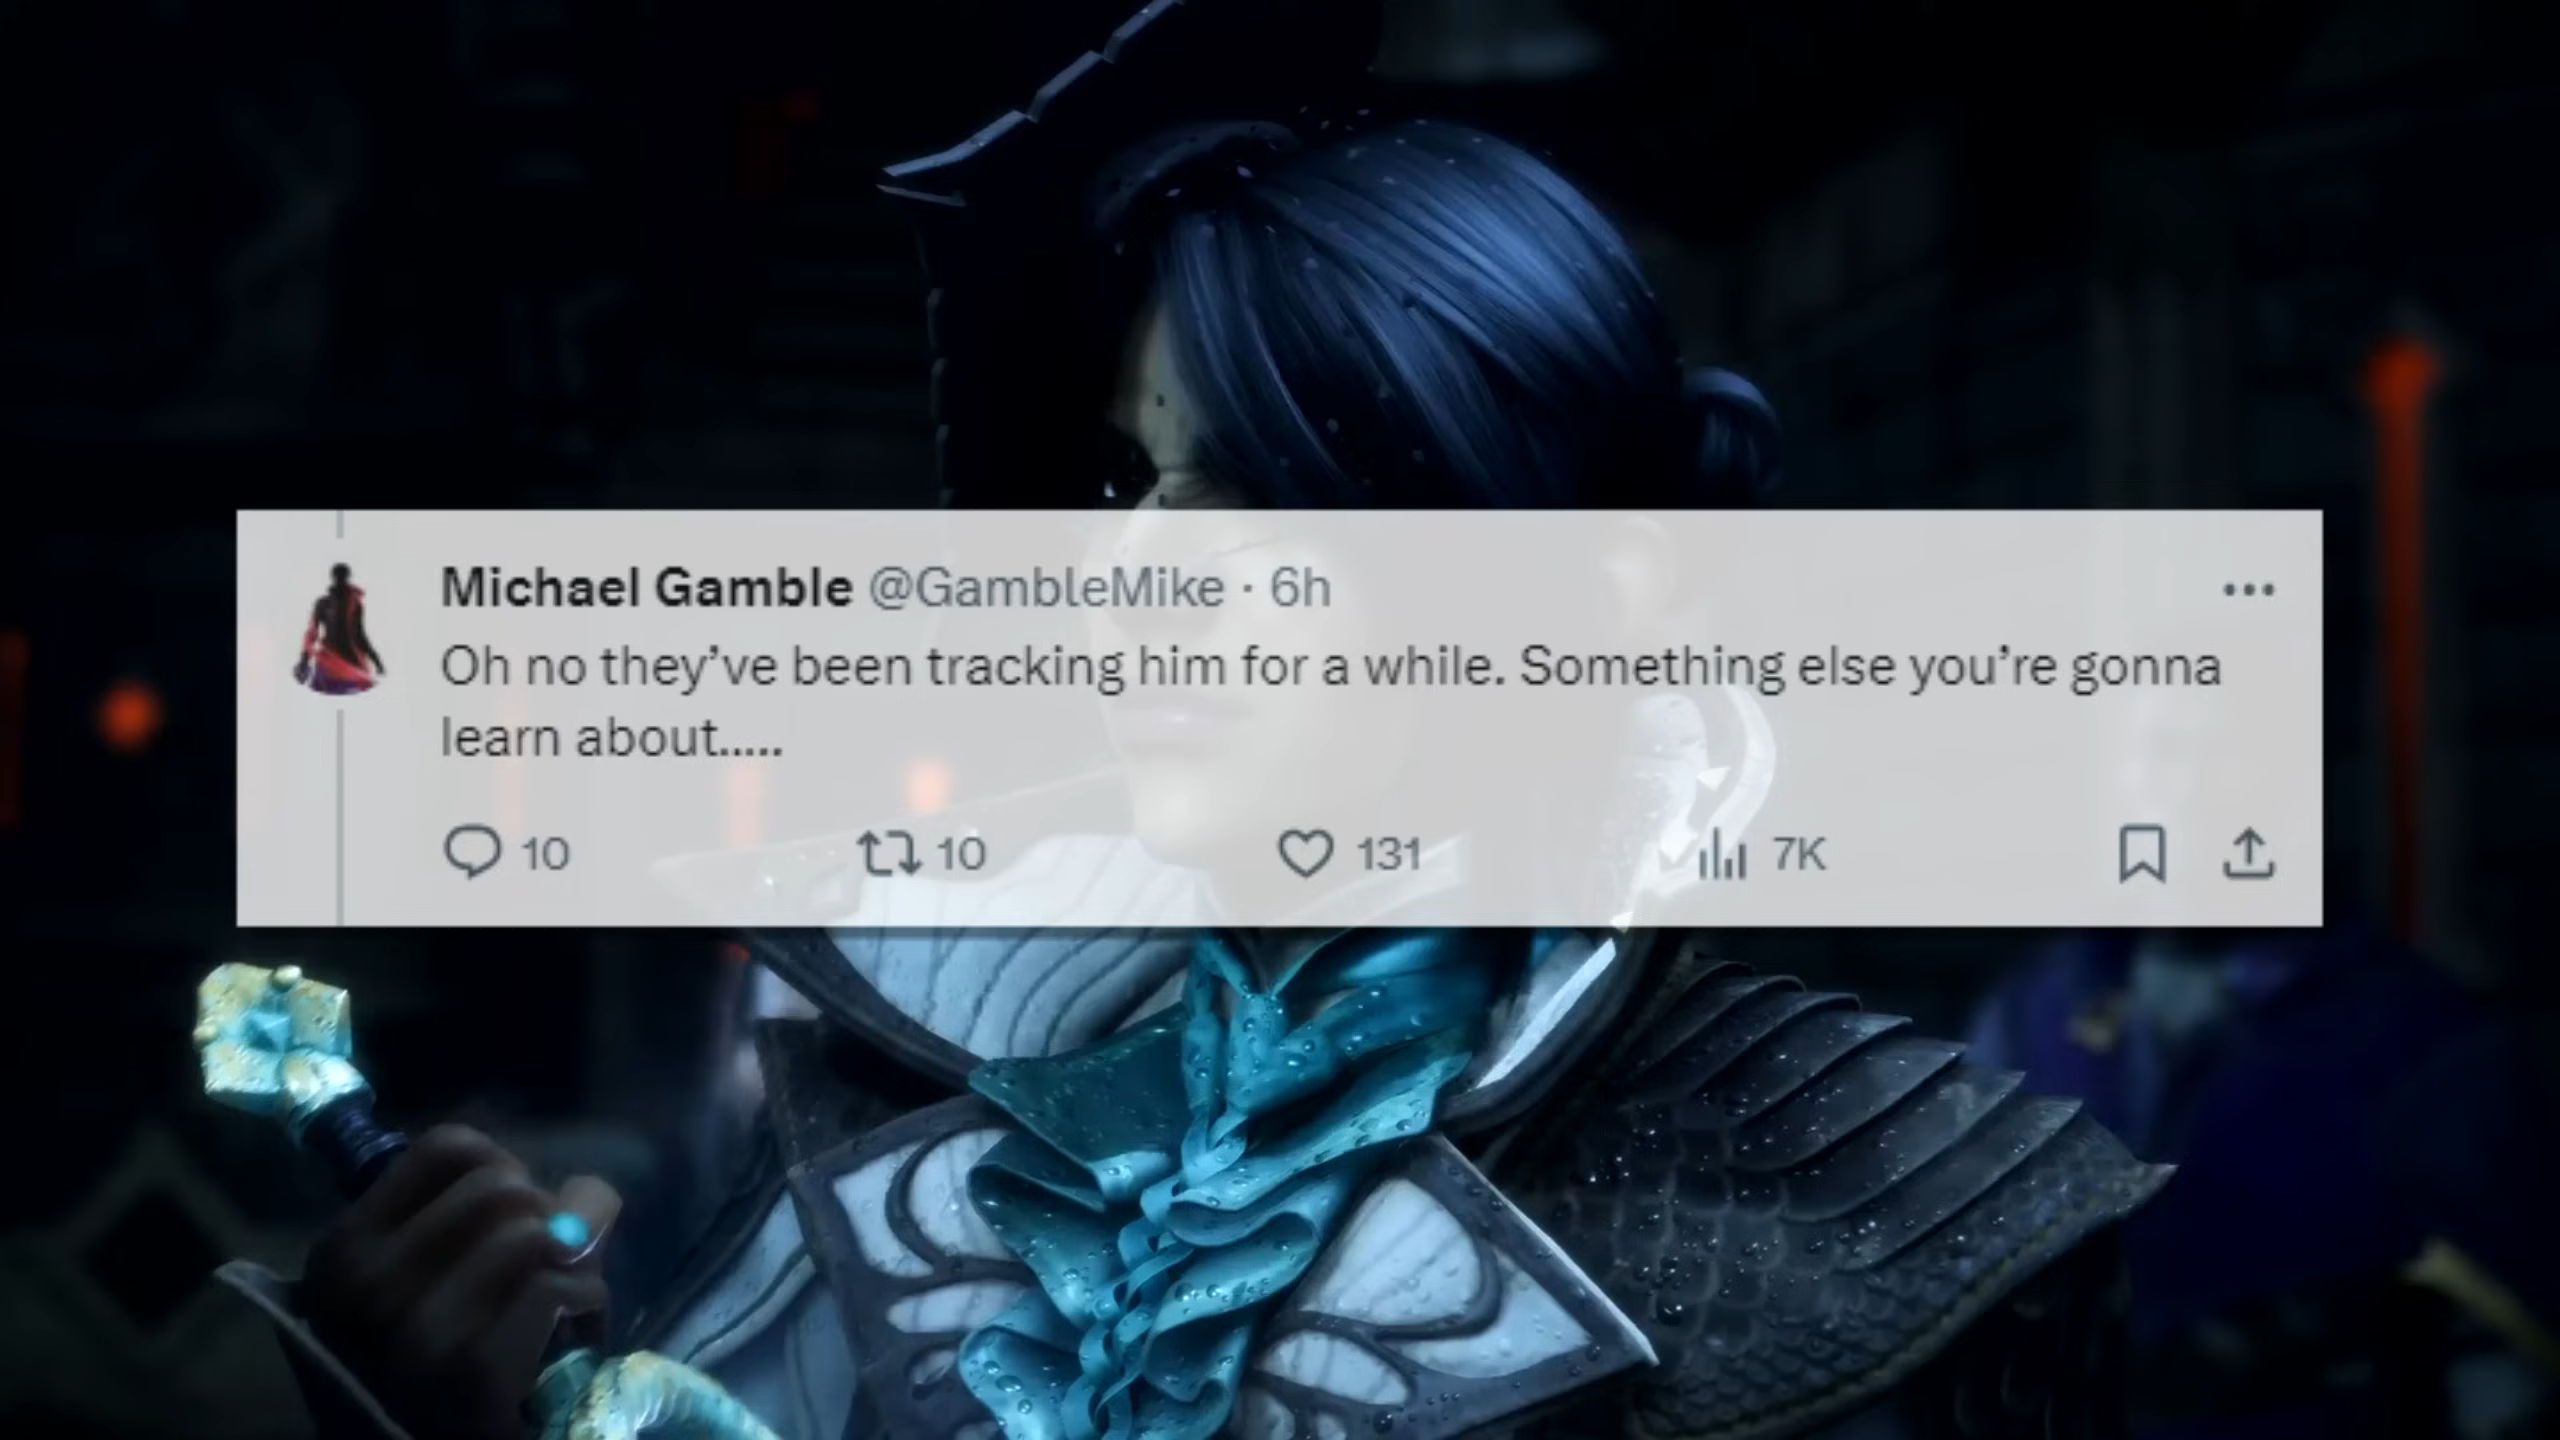 Michael Gamble @GambleMike · 6h
Oh no they’ve been tracking him for a while. Something else you’re gonna
learn about.....
10 10 131 7K